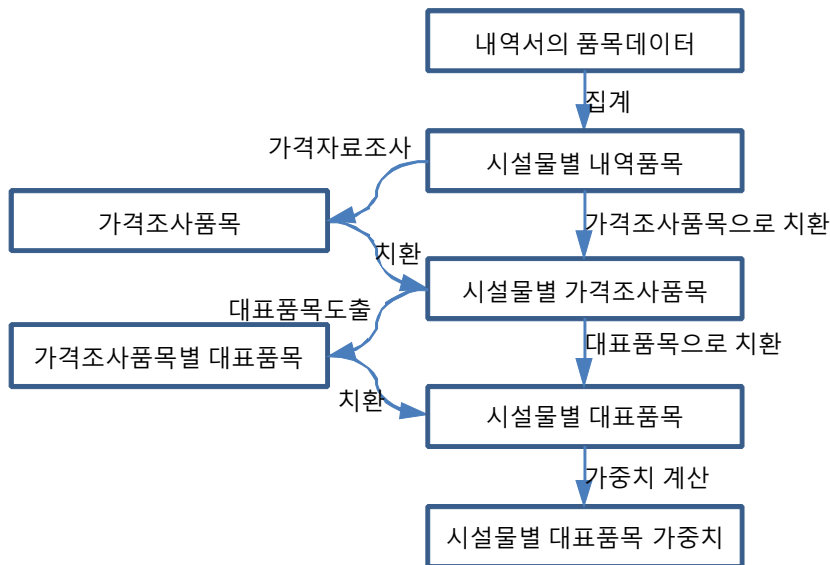 내역서의 품목데이터
집계
가격자료조사
시설물별 내역품목
가격조사품목
가격조사품목으로 치환
치환
시설물별 가격조사품목
대표품목도출
가격조사품목별 대표품목
대표품목으로 치환
치환
시설물별 대표품목
가중치 계산
시설물별 대표품목 가중치